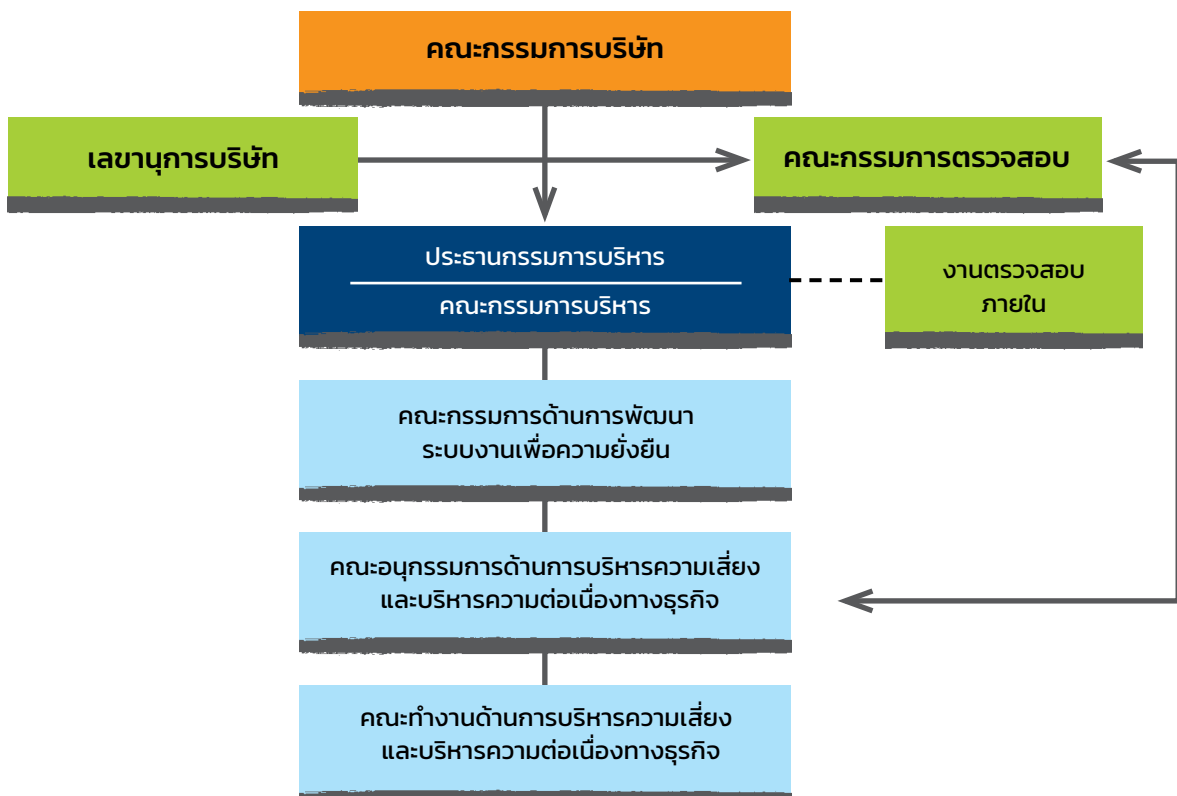 คณะกรรมการบริษัท
เลขานุการบริษัท
คณะกรรมการตรวจสอบ
ประธานกรรมการบริหาร
คณะกรรมการบริหาร
งานตรวจสอบ
ภายใน
คณะกรรมการด้านการพัฒนา
ระบบงานเพื่อความยั่งยืน
คณะอนุกรรมการด้านการบริหารความเสี่ยง
และบริหารความต่อเนื่องทางธุรกิจ
คณะทำงานด้านการบริหารความเสี่ยง
และบริหารความต่อเนื่องทางธุรกิจ